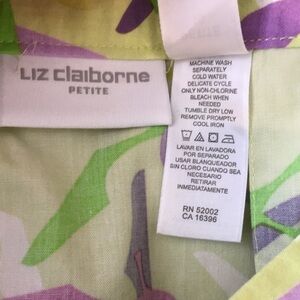 LIZ claiborne
PETITE
MACHINE WASH
SEPARATELY
COLD WATER
DELICATE CYCLE
ONLY NON-CHLORINE
BLEACH WHEN
NEEDED
TUMBLE DRY LOW
REMOVE PROMPTLY
COOL IRON
LAVAR EN LAVADORA
POR SEPARADO
USAR BLANQUEADOR
SIN CLORO CUANDO SEA
NECESARIO
RETIRAR
INMEDIATAMENTE
RN 52002
CA 16396